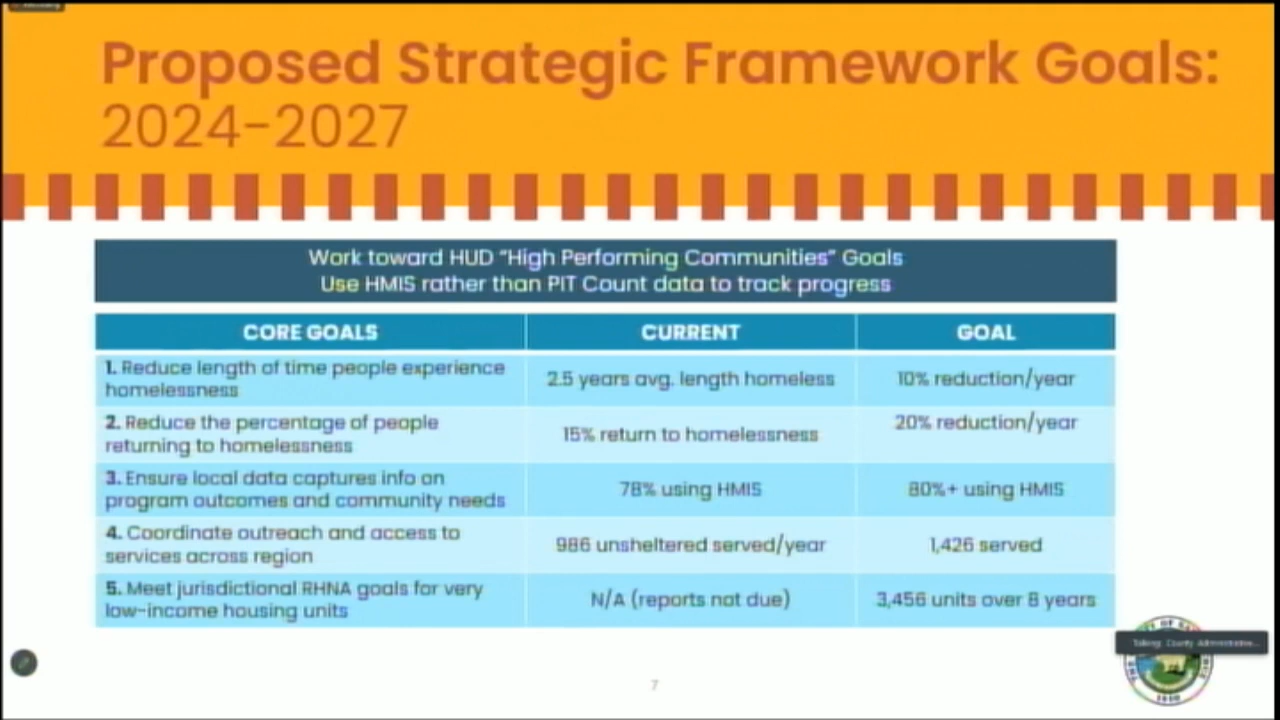 Proposed Strategic Framework Goals:
2024-2027
Work toward HUD "High Performing Communities" Goals
Use HMIS rather than PIT Count data to track progress
CORE GOALS CURRENT GOAL
1. Reduce length of time people experience
homelessness
2.5 years avg. length homeless
10% reduction/year
2. Reduce the percentage of people
returning to homelessness
15% return to homelessness
20% reduction/year
3. Ensure local data captures info on
program outcomes and community needs
78% using HMIS
80%+ using HMIS
4. Coordinate outreach and access to
services across region
986 unsheltered served/year
1,426 served
5. Meet jurisdictional RHNA goals for very
low-income housing units
N/A (reports not due)
3,456 units over 8 years
Talking: County Administrative...
7
1850